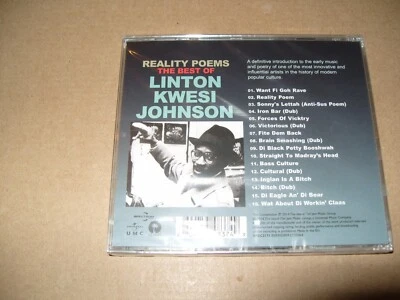 REALITY POEMS
THE BEST OF
LINTON
KWESI
JOHNSON
A definitive introduction to the early music
and poetry of one of the most innovative and
influential artists in the history of modern
popular culture.
01. Want Fi Goh Rave
02. Reality Poem
03. Sonny's Lettah (Anti-Sus Poem)
04. Iron Bar (Dub)
05. Forces Of Vicktry
06. Victorious (Dub)
07. Fite Dem Back
08. Brain Smashing (Dub)
09. Di Black Petty Booshwah
10. Straight To Madray's Head
11. Bass Culture
12. Cultural (Dub)
13. Inglan Is A Bitch
14. Bitch (Dub)
15. Di Eagle An' Di Bear
16. Wat About Di Workin' Claas
UMC